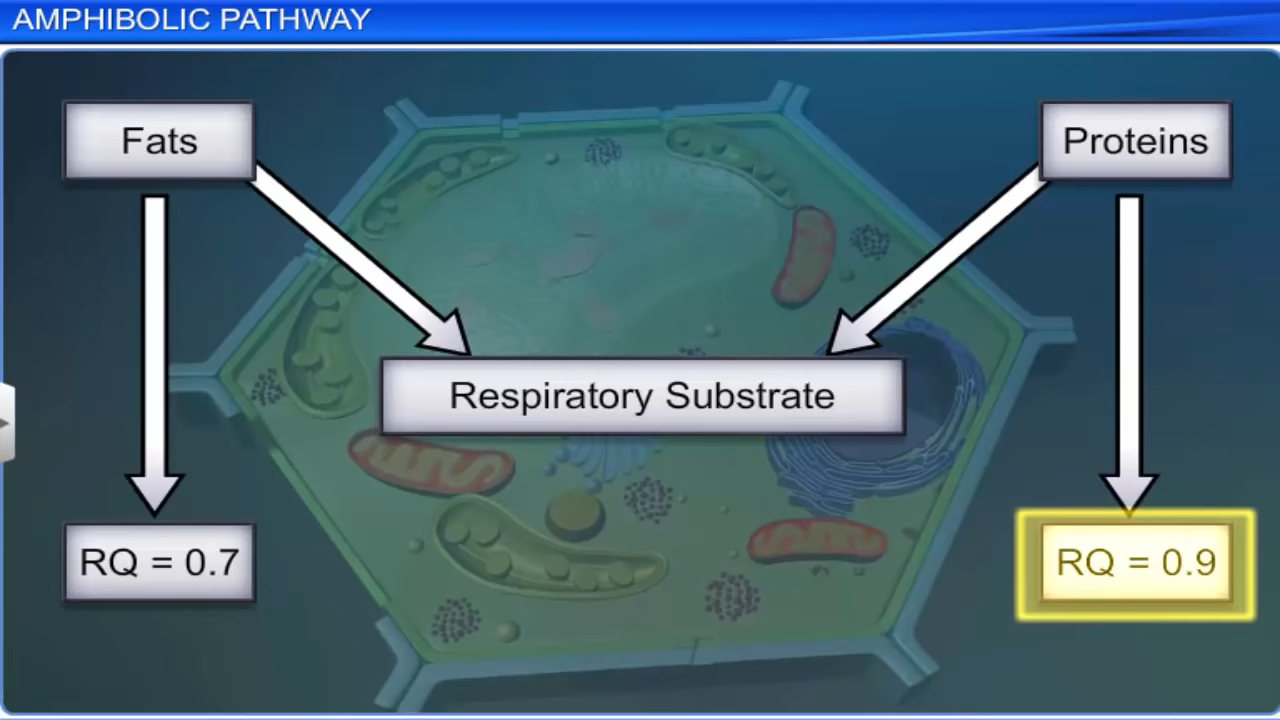 AMPHIBOLIC PATHWAY
Fats
Proteins
Respiratory Substrate
RQ = 0.7
RQ = 0.9